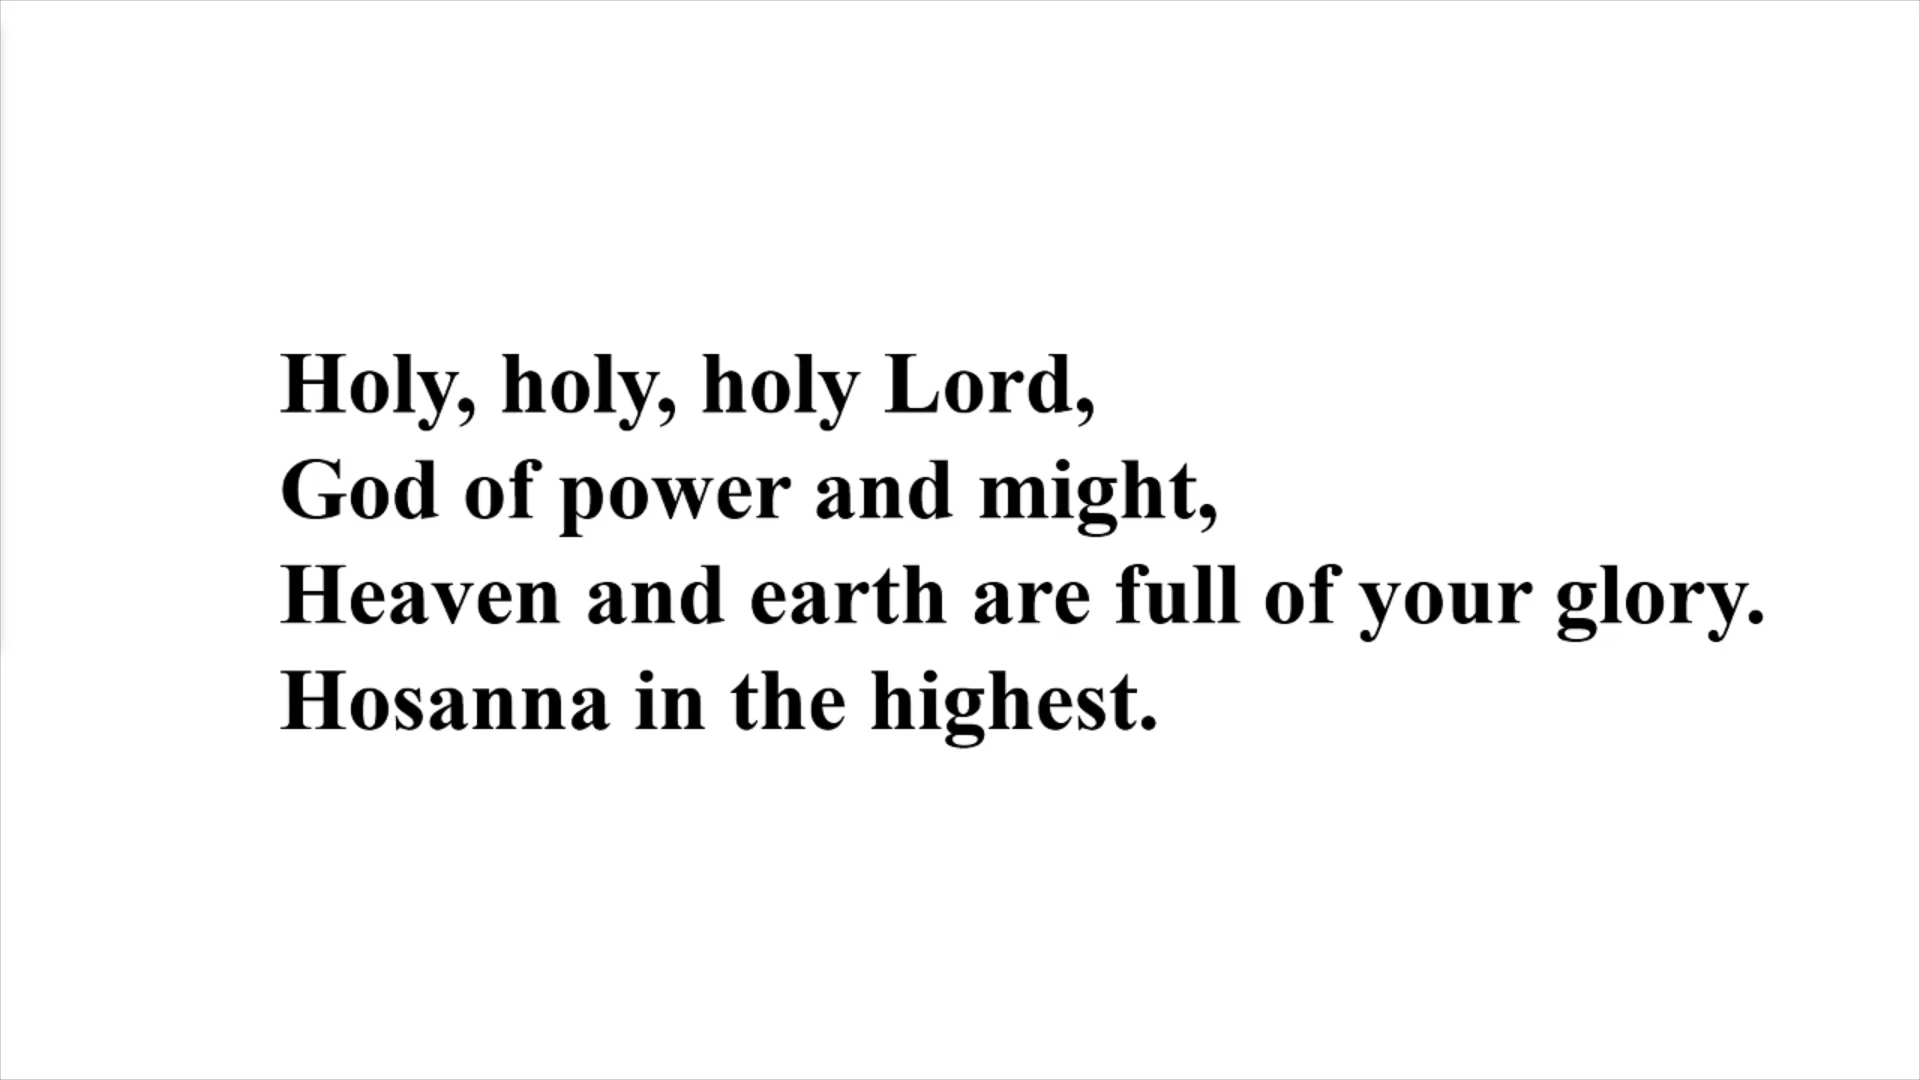 Holy, holy, holy Lord,
God of power and might,
Heaven and earth are full of your glory.
Hosanna in the highest.